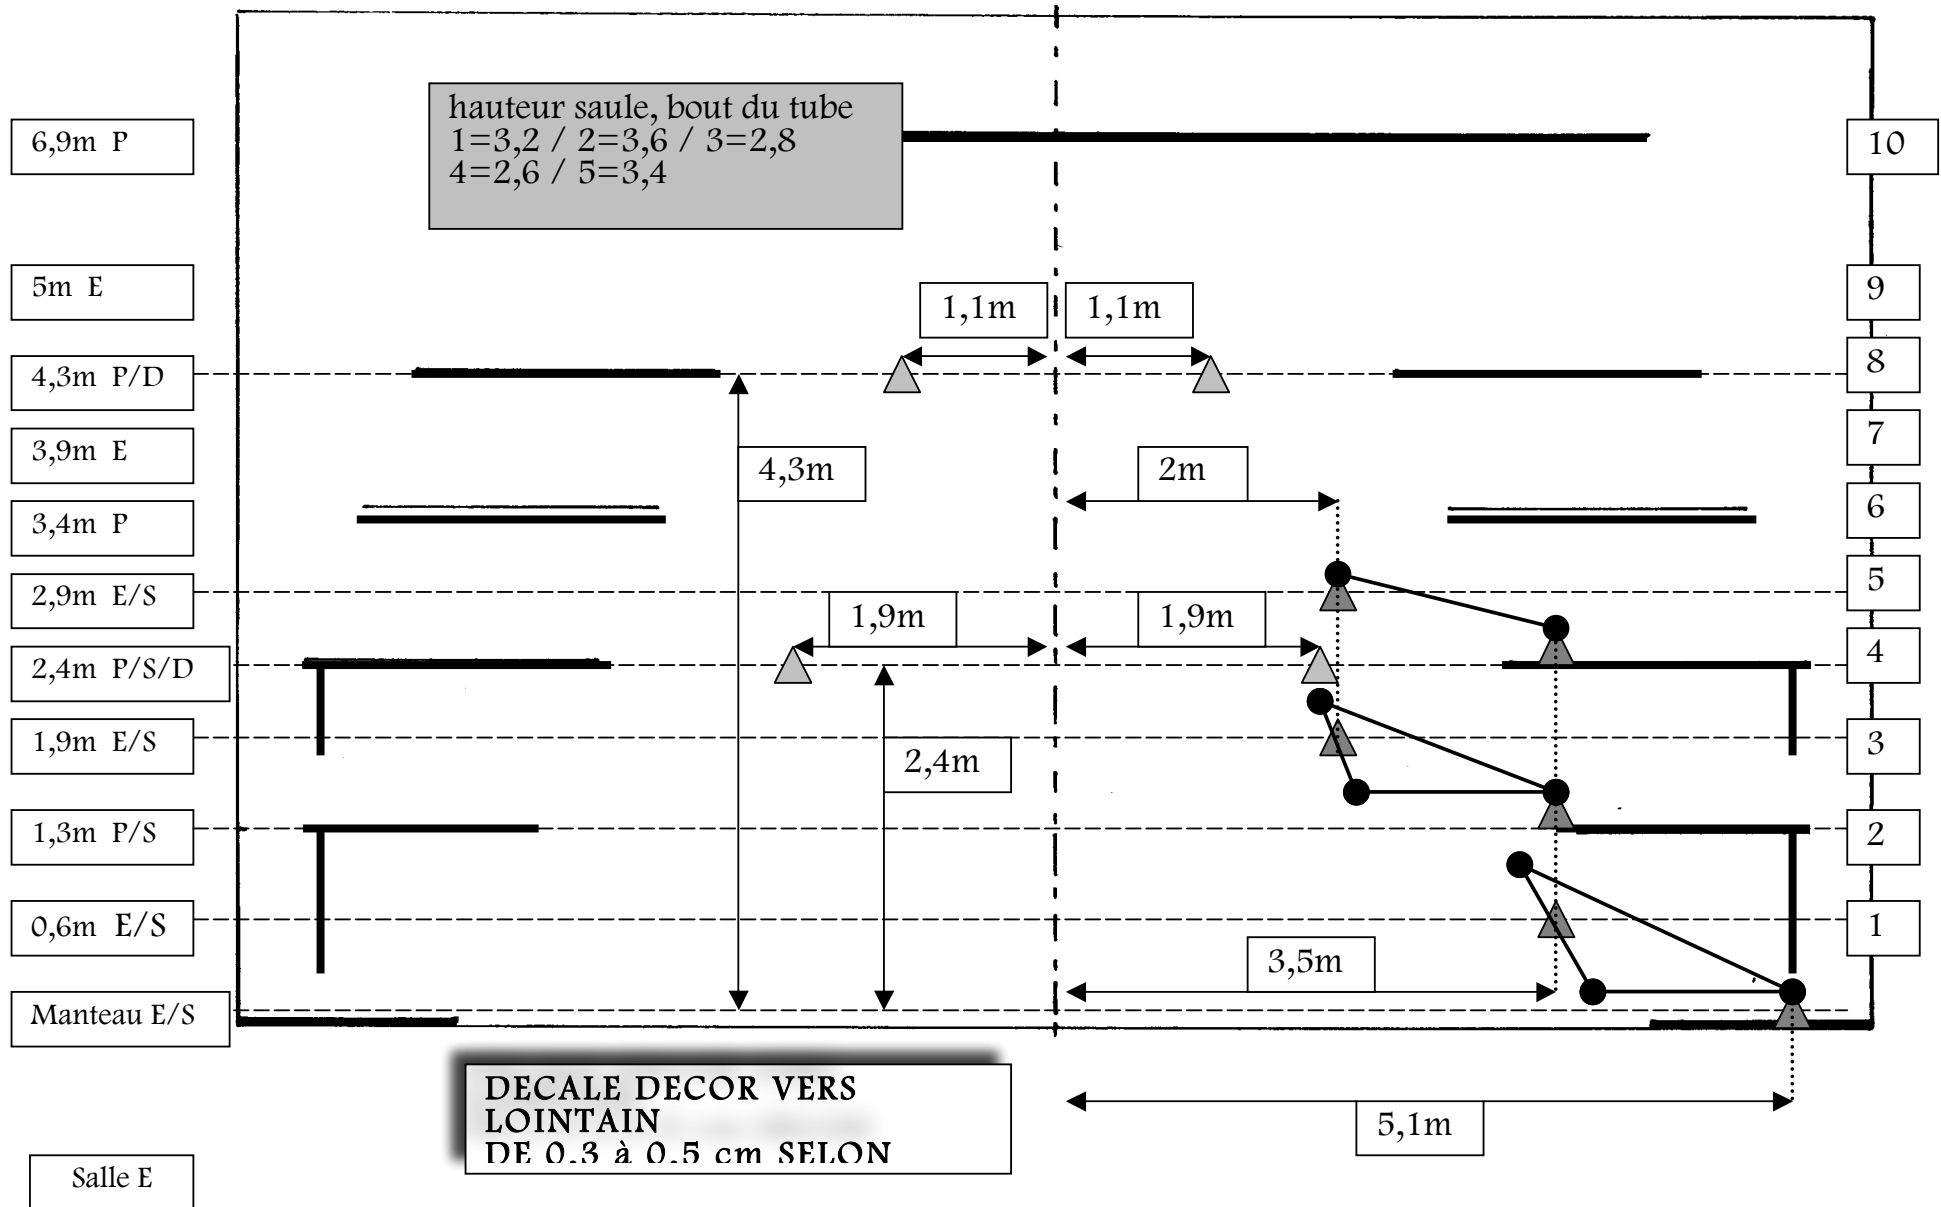 hauteur saule, bout du tube
1=3,2 / 2=3,6 / 3=2,8
4=2,6 / 5=3,4
6,9m P
10
5m E
9
1,1m
1,1m
4,3m P/D
8
3,9m E
7
4,3m
2m
3,4m P
6
2,9m E/S
5
1,9m
1,9m
2,4m P/S/D
4
1,9m E/S
3
2,4m
1,3m P/S
2
0,6m E/S
1
3,5m
Manteau E/S
DECALE DECOR VERS
LOINTAIN
DE 0.3 à 0.5 cm SELON
5,1m
Salle E